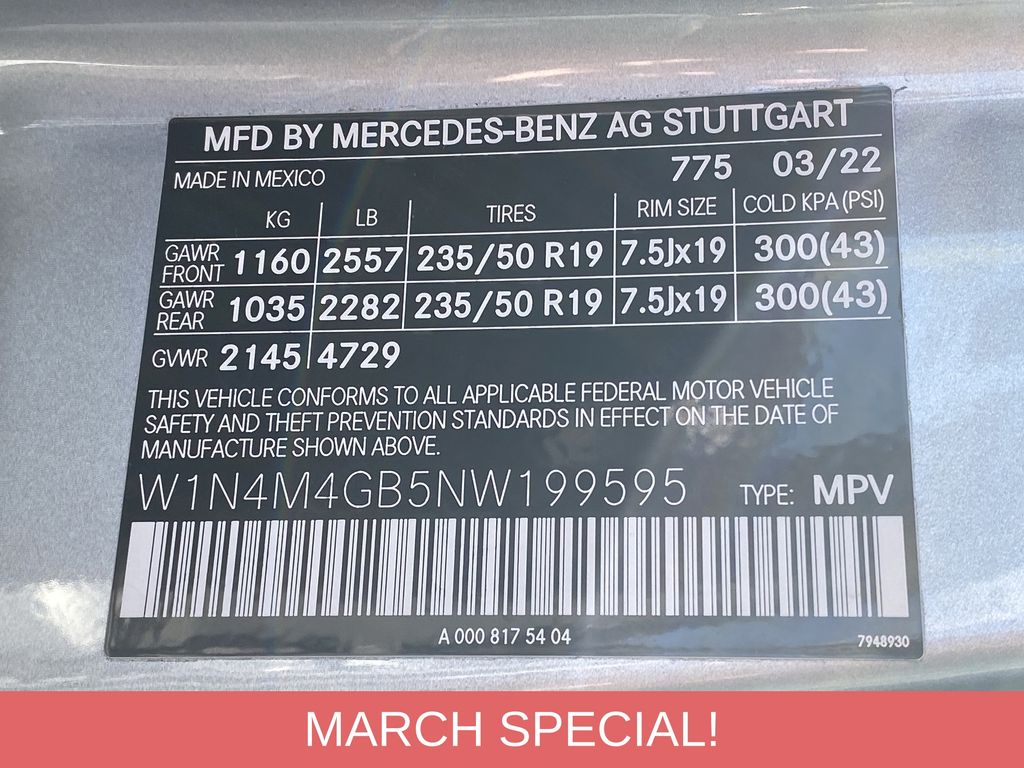 MFD BY MERCEDES-BENZ AG STUTTGART
MADE IN MEXICO 775 03/22
KG LB TIRES RIM SIZE COLD KPA (PSI)
GAWR FRONT 1160 2557 235/50 R19 7.5Jx19 300(43)
GAWR REAR 1035 2282 235/50 R19 7.5Jx19 300(43)
GVWR 2145 4729
THIS VEHICLE CONFORMS TO ALL APPLICABLE FEDERAL MOTOR VEHICLE
SAFETY AND THEFT PREVENTION STANDARDS IN EFFECT ON THE DATE OF
MANUFACTURE SHOWN ABOVE.
W1N4M4GB5NW199595 TYPE: MPV
A 000 817 54 04 7948930
MARCH SPECIAL!